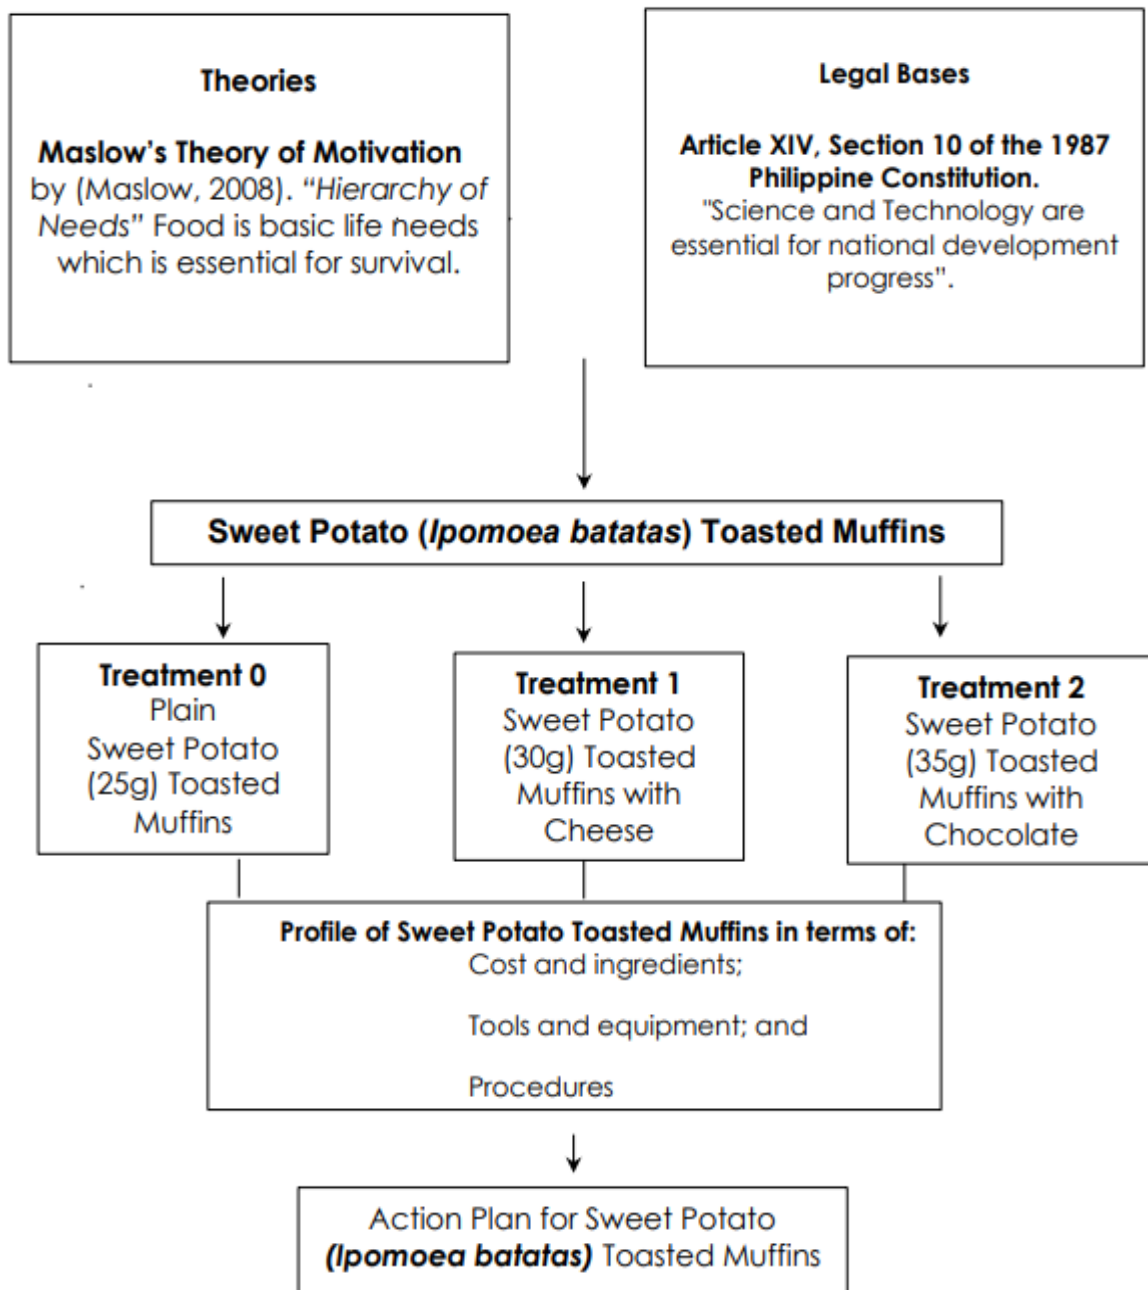 Theories
Maslow's Theory of Motivation
by (Maslow, 2008). “Hierarchy of
Needs” Food is basic life needs
which is essential for survival.
Legal Bases
Article XIV, Section 10 of the 1987
Philippine Constitution.
"Science and Technology are
essential for national development
progress”.
Sweet Potato (Ipomoea batatas) Toasted Muffins
Treatment 0
Plain
Sweet Potato
(25g) Toasted
Muffins
Treatment 1
Sweet Potato
(30g) Toasted
Muffins with
Cheese
Treatment 2
Sweet Potato
(35g) Toasted
Muffins with
Chocolate
Profile of Sweet Potato Toasted Muffins in terms of:
Cost and ingredients;
Tools and equipment; and
Procedures
Action Plan for Sweet Potato
(Ipomoea batatas) Toasted Muffins